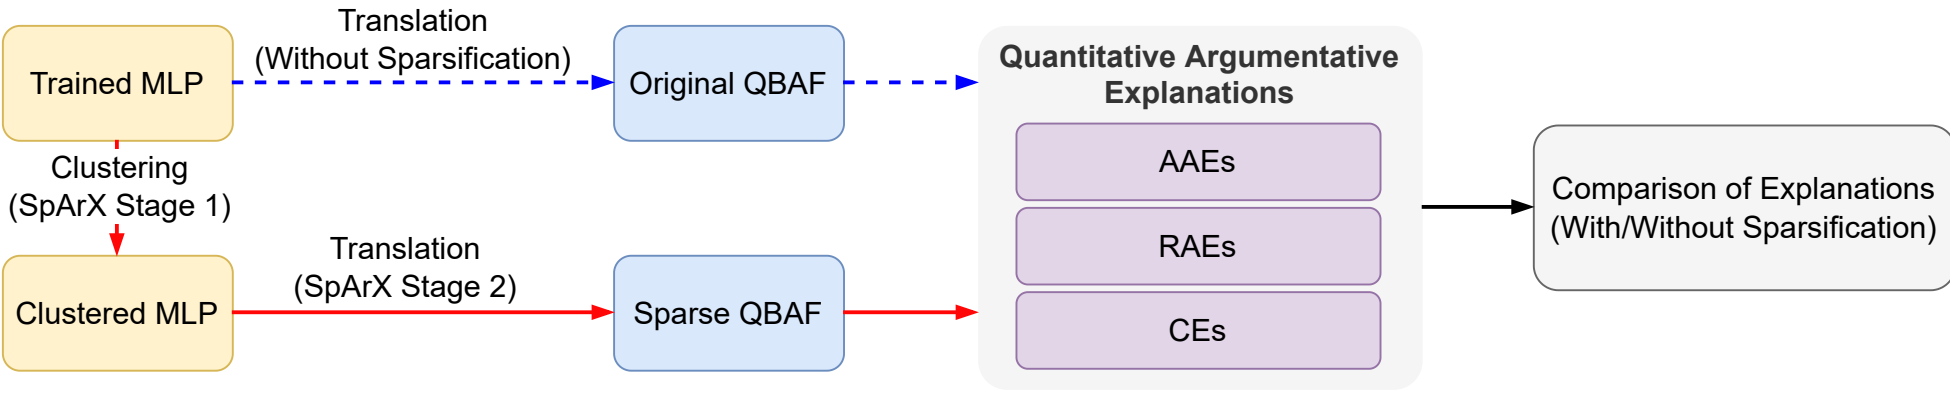 Translation
(Without Sparsification)
Trained MLP
Original QBAF
Clustering
(SpArX Stage 1)
Translation
(SpArX Stage 2)
Clustered MLP
Sparse QBAF
Quantitative Argumentative
Explanations
AAEs
RAEs
CEs
Comparison of Explanations
(With/Without Sparsification)